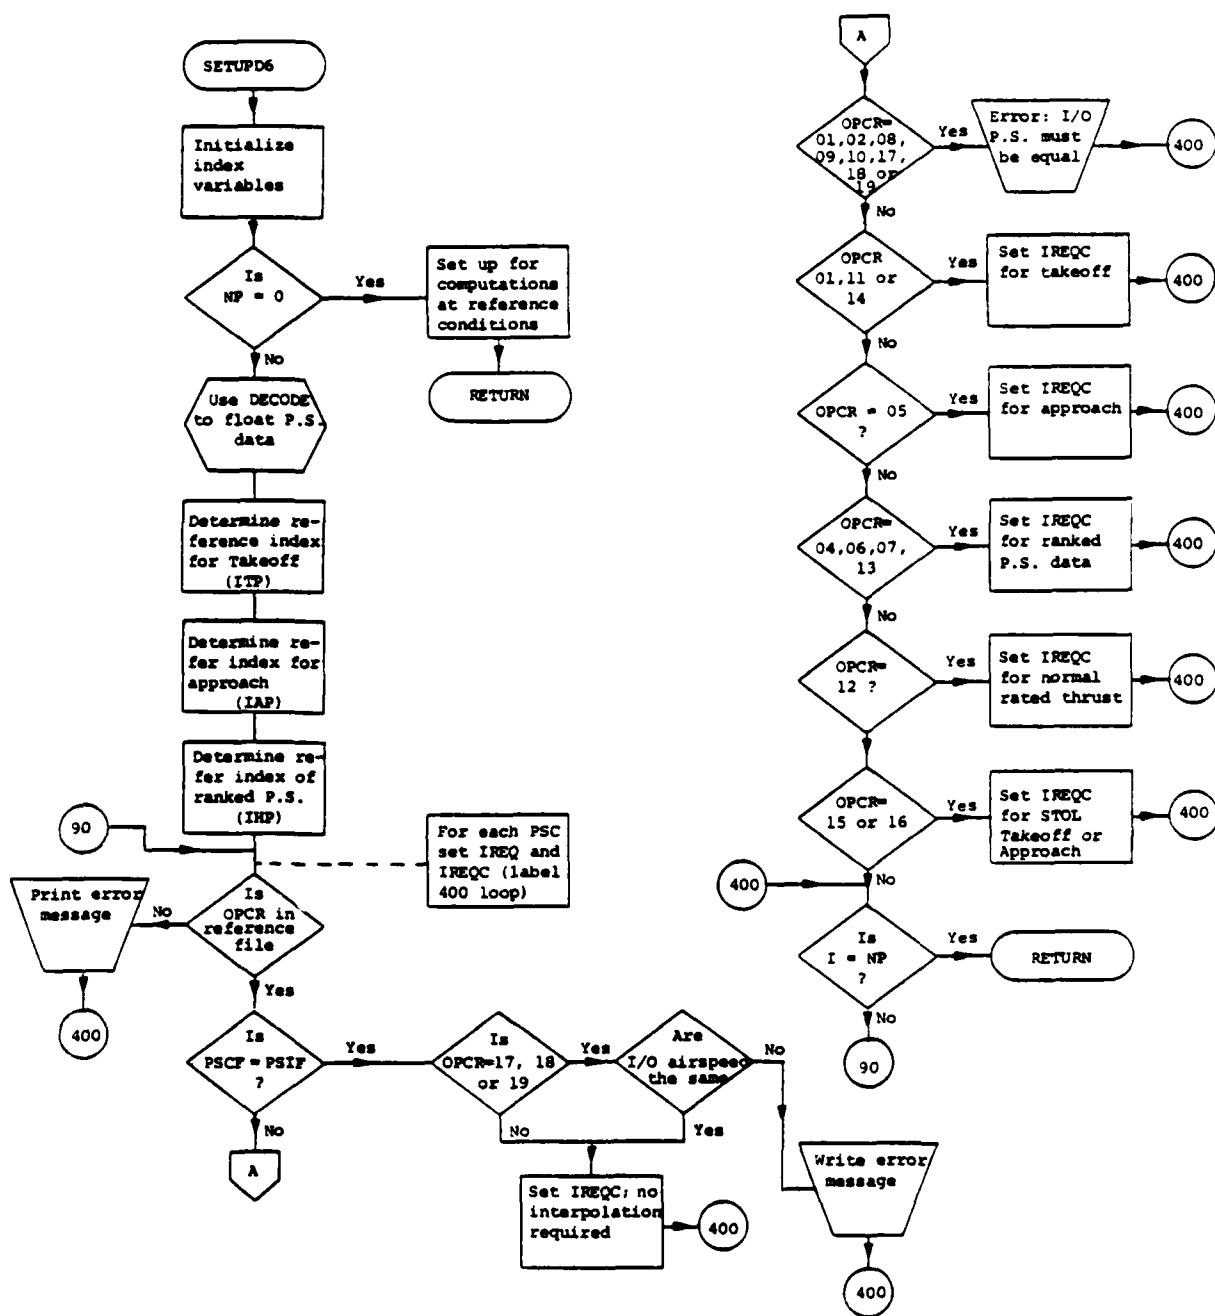 SETUPD6
Initialize
index
variables
Is
NP = 0
Yes
Set up for
computations
at reference
conditions
RETURN
No
Use DECODE
to float P.S.
data
Determine re-
ference index
for Takeoff
(ITP)
Determine re-
fer index for
approach
(IAP)
Determine re-
fer index of
ranked P.S.
(IHP)
90
For each PSC
set IREQ and
IREQC (label
400 loop)
Is
OPCR in
reference
file
No
Print error
message
400
Yes
Is
PSCF = PSIF
?
Yes
Is
OPCR=17, 18
or 19
Yes
Are
I/O airspeed
the same
No
No
Yes
No
A
Set IREQC; no
interpolation
required
400
Write error
message
400
A
OPCR=
01,02,08,
09,10,17,
18 or
19
Yes
Error: I/O
P.S. must
be equal
400
No
OPCR
01,11 or
14
Yes
Set IREQC
for takeoff
400
No
OPCR = 05
?
Yes
Set IREQC
for approach
400
No
OPCR=
04,06,07,
13
Yes
Set IREQC
for ranked
P.S. data
400
No
OPCR=
12 ?
Yes
Set IREQC
for normal
rated thrust
400
OPCR=
15 or 16
Yes
Set IREQC
for STOL
Takeoff or
Approach
400
No
400
Is
I = NP
?
Yes
RETURN
No
90